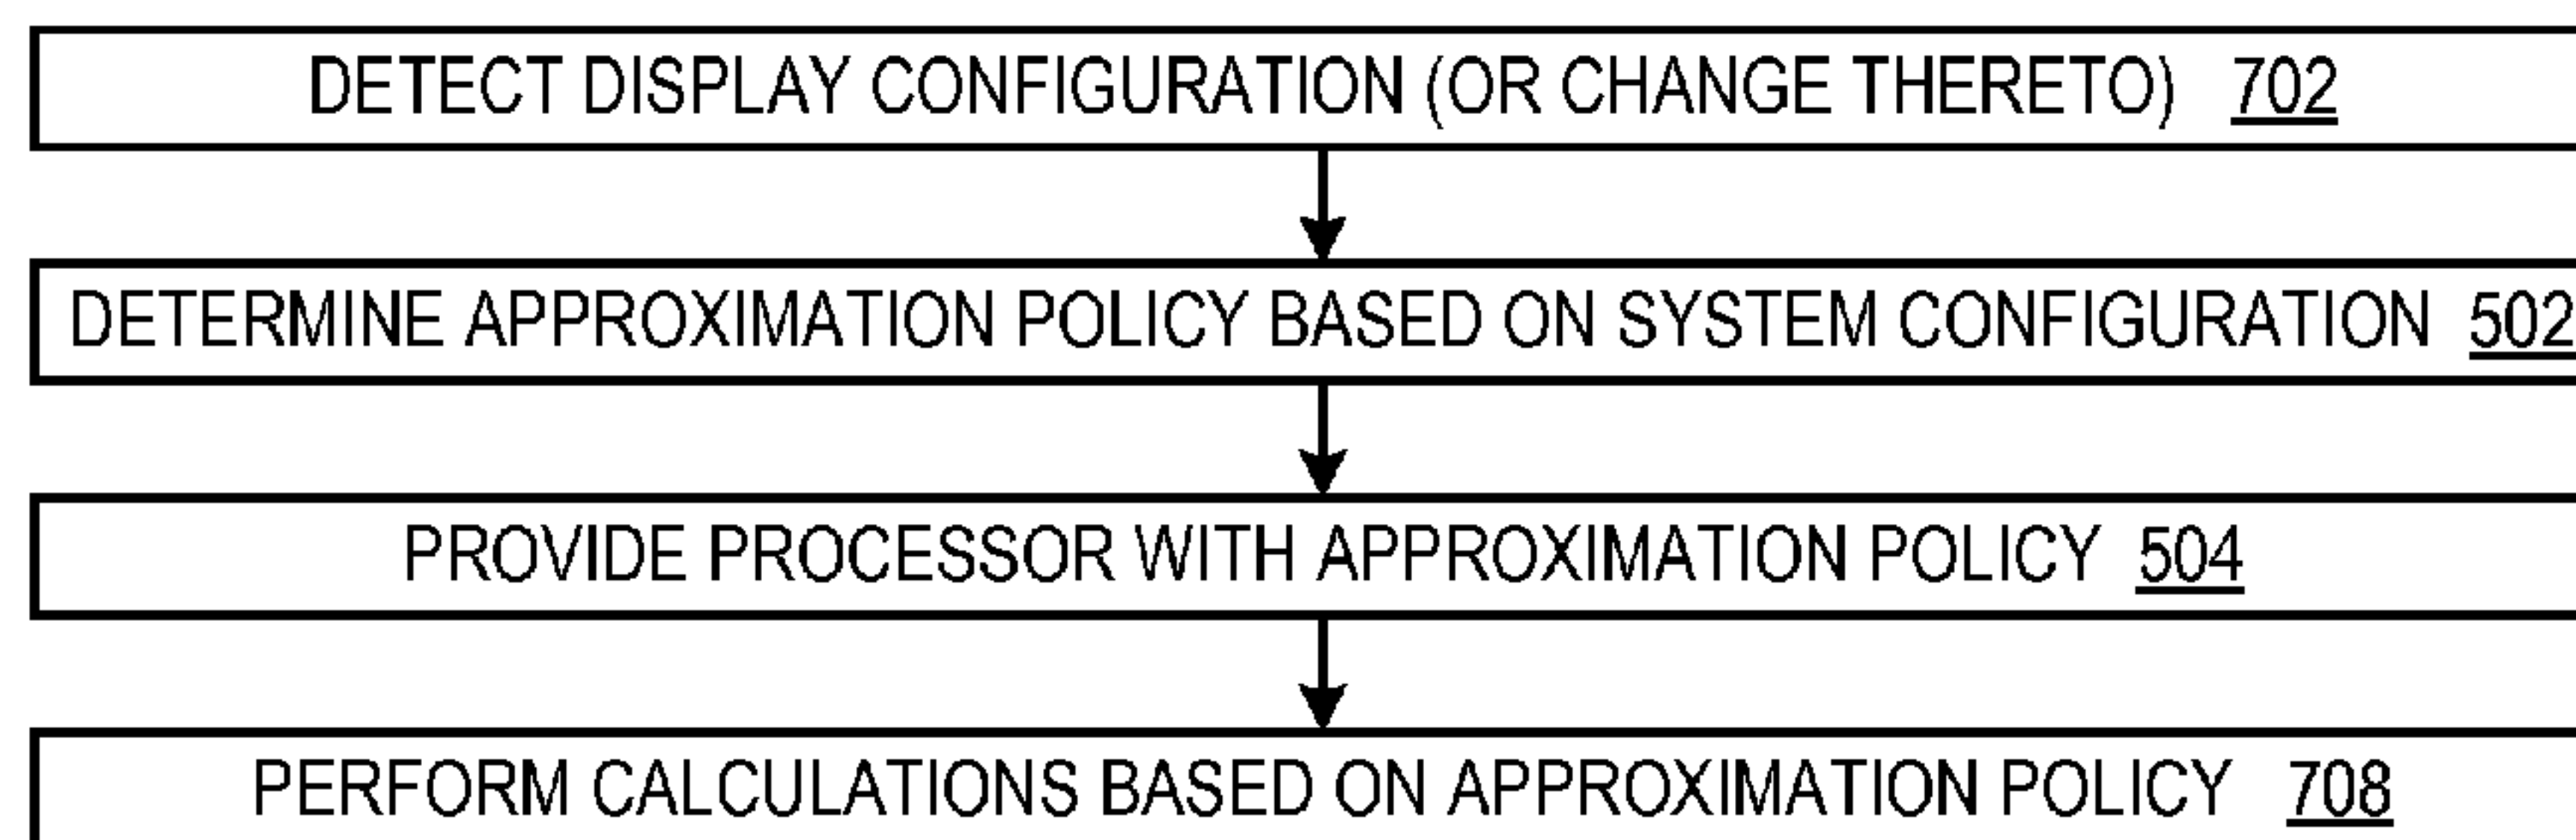 DETECT DISPLAY CONFIGURATION (OR CHANGE THERETO) 702
DETERMINE APPROXIMATION POLICY BASED ON SYSTEM CONFIGURATION 502
PROVIDE PROCESSOR WITH APPROXIMATION POLICY 504
PERFORM CALCULATIONS BASED ON APPROXIMATION POLICY 708